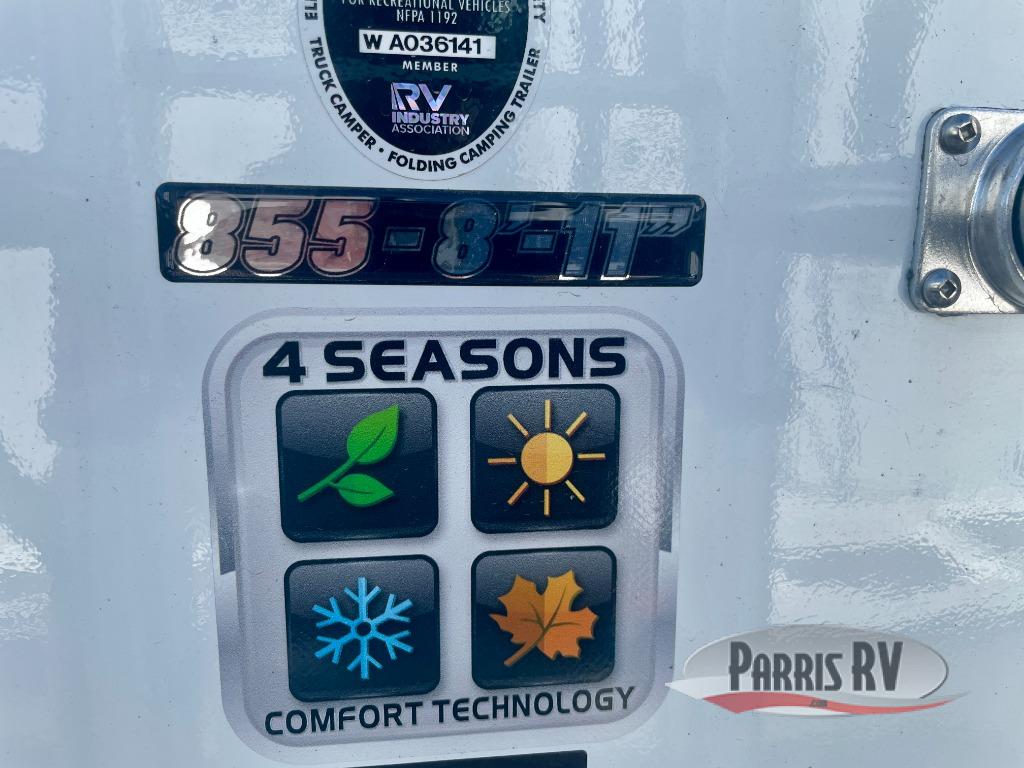 FOR RECREATIONAL VEHICLES
NFPA 1192
W A036141
MEMBER
RV
INDUSTRY
ASSOCIATION
TRUCK CAMPER • FOLDING CAMPING TRAILER
855-8'-11"
4 SEASONS
COMFORT TECHNOLOGY
PARRIS RV
.com